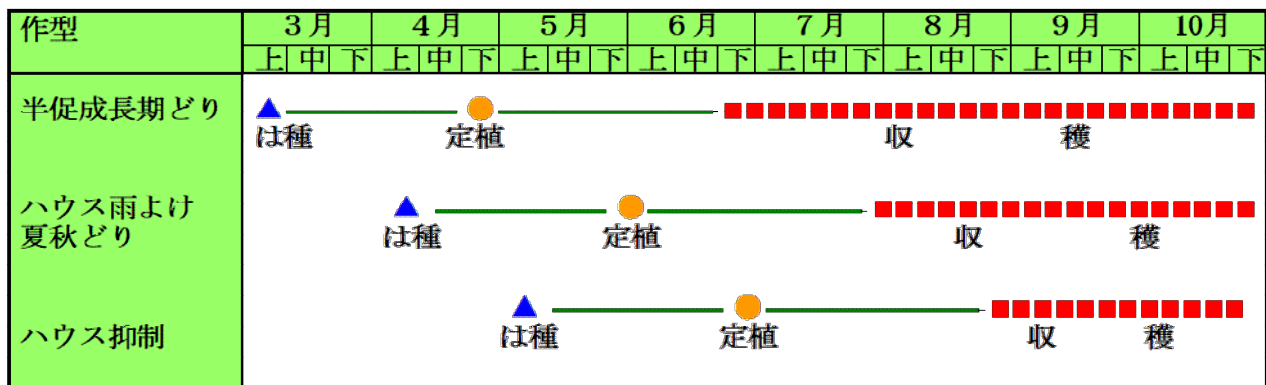 作型 3月 4月 5月 6月 7月 8月 9月 10月
上 中 下 上 中 下 上 中 下 上 中 下 上 中 下 上 中 下 上 中 下 上 中 下
半促成長期どり
は種 定植 収 穫
ハウス雨よけ
夏秋どり
は種 定植 収 穫
ハウス抑制
は種 定植 収 穫